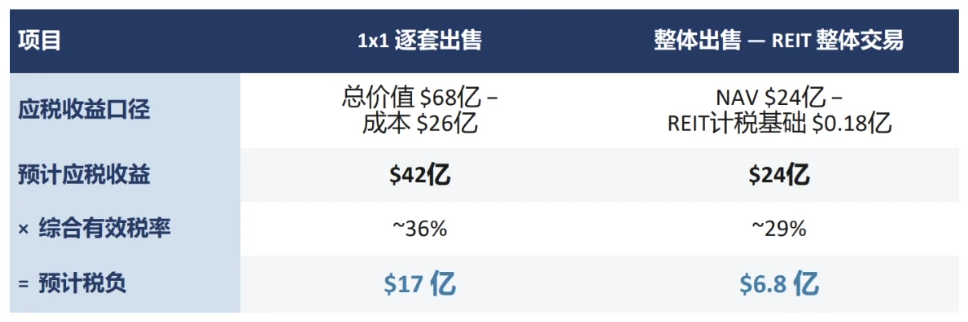 项目 1x1 逐套出售 整体出售 — REIT 整体交易
应税收益口径 总价值 $68亿 – 成本 $26亿 NAV $24亿 – REIT计税基础 $0.18亿
预计应税收益 $42亿 $24亿
× 综合有效税率 ~36% ~29%
= 预计税负 $17 亿 $6.8 亿